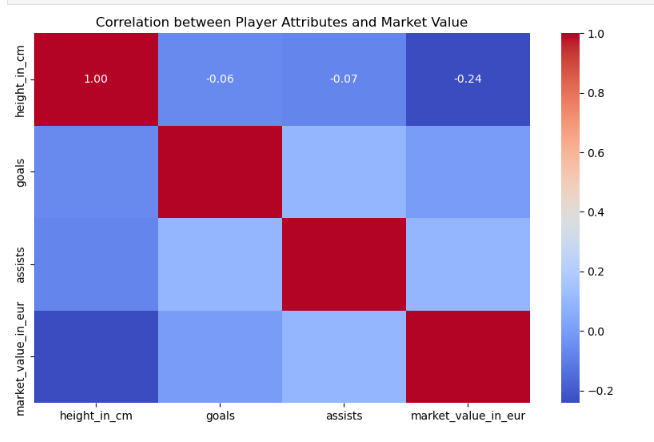 Correlation between Player Attributes and Market Value
height_in_cm
goals
assists
market_value_in_eur
1.00 -0.06 -0.07 -0.24
height_in_cm goals assists market_value_in_eur
1.0
0.8
0.6
0.4
0.2
0.0
−0.2